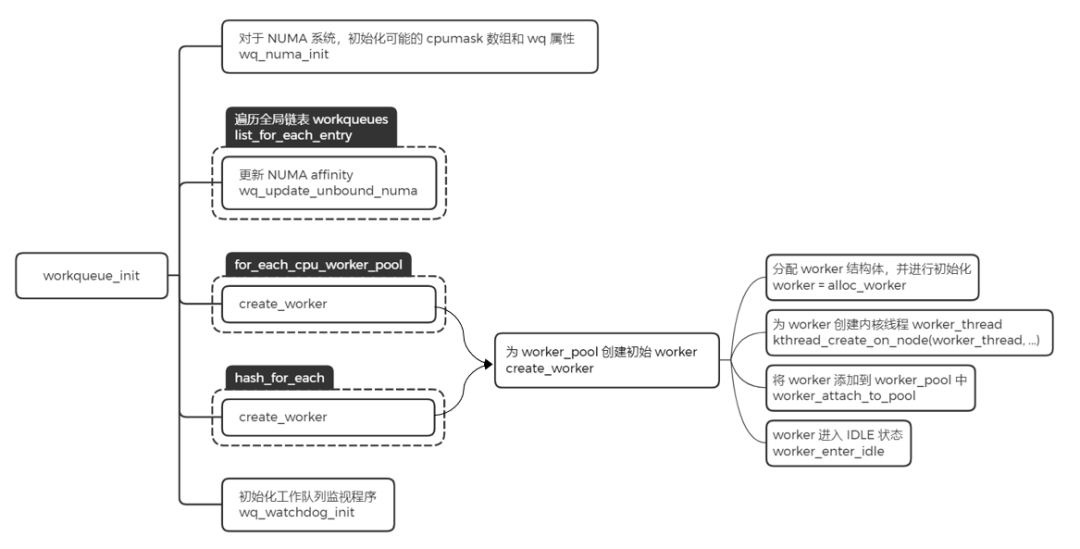 对于 NUMA 系统，初始化可能的 cpumask 数组和 wq 属性
wq_numa_init
遍历全局链表 workqueues
list_for_each_entry
更新 NUMA affinity
wq_update_unbound_numa
workqueue_init
for_each_cpu_worker_pool
create_worker
hash_for_each
create_worker
初始化工作队列监视程序
wq_watchdog_init
为 worker_pool 创建初始 worker
create_worker
分配 worker 结构体，并进行初始化
worker = alloc_worker
为 worker 创建内核线程 worker_thread
kthread_create_on_node(worker_thread, ...)
将 worker 添加到 worker_pool 中
worker_attach_to_pool
worker 进入 IDLE 状态
worker_enter_idle